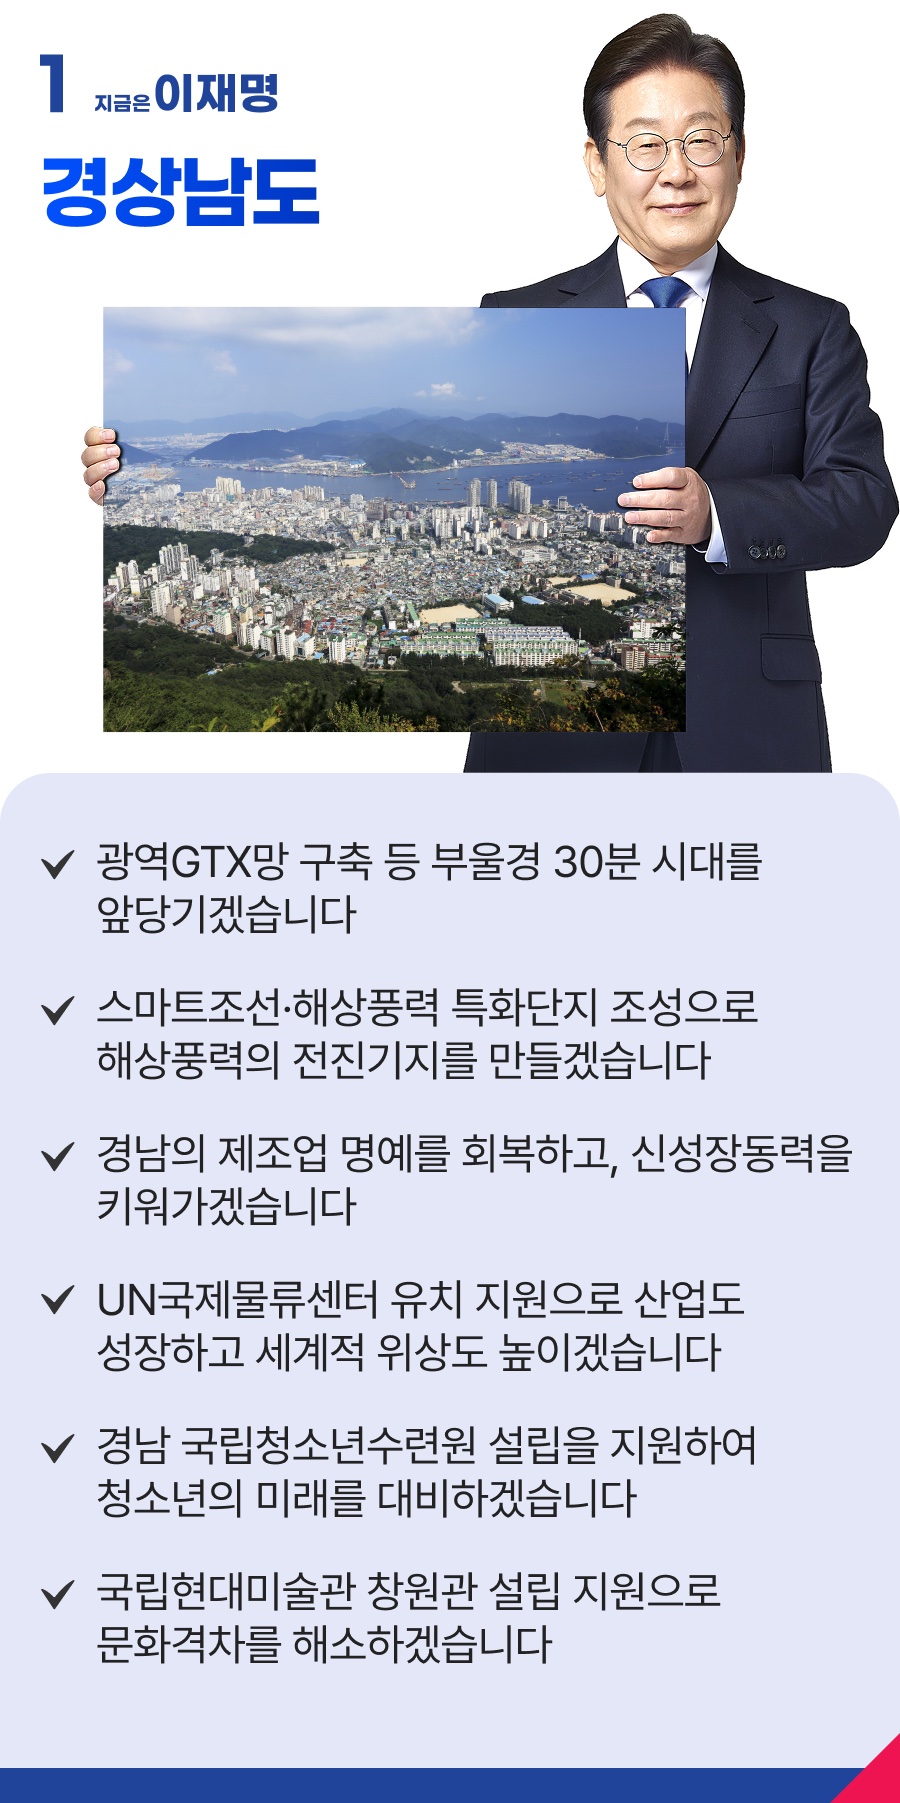 1 지금은 이재명
경상남도
광역GTX망 구축 등 부울경 30분 시대를
앞당기겠습니다
스마트조선·해상풍력 특화단지 조성으로
해상풍력의 전진기지를 만들겠습니다
경남의 제조업 명예를 회복하고, 신성장동력을
키워가겠습니다
UN국제물류센터 유치 지원으로 산업도
성장하고 세계적 위상도 높이겠습니다
경남 국립청소년수련원 설립을 지원하여
청소년의 미래를 대비하겠습니다
국립현대미술관 창원관 설립 지원으로
문화격차를 해소하겠습니다